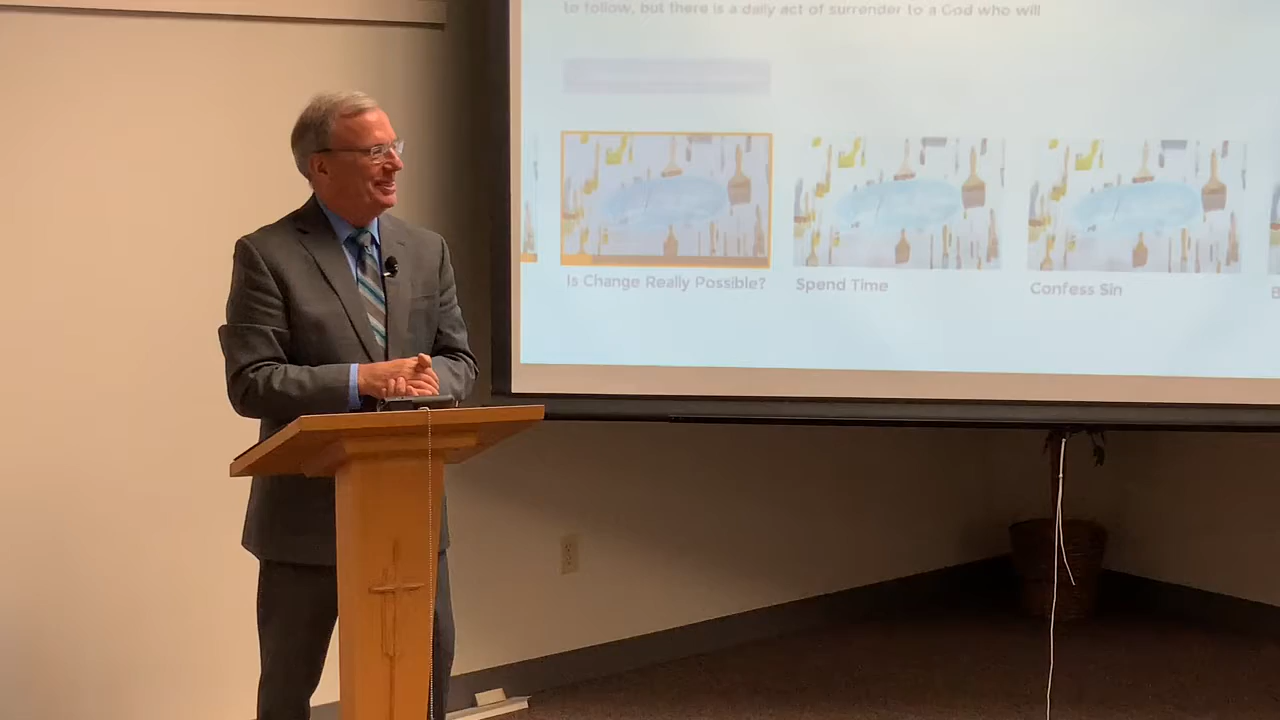 to follow, but there is a daily act of surrender to a God who will
Is Change Really Possible?
Spend Time
Confess Sin
B